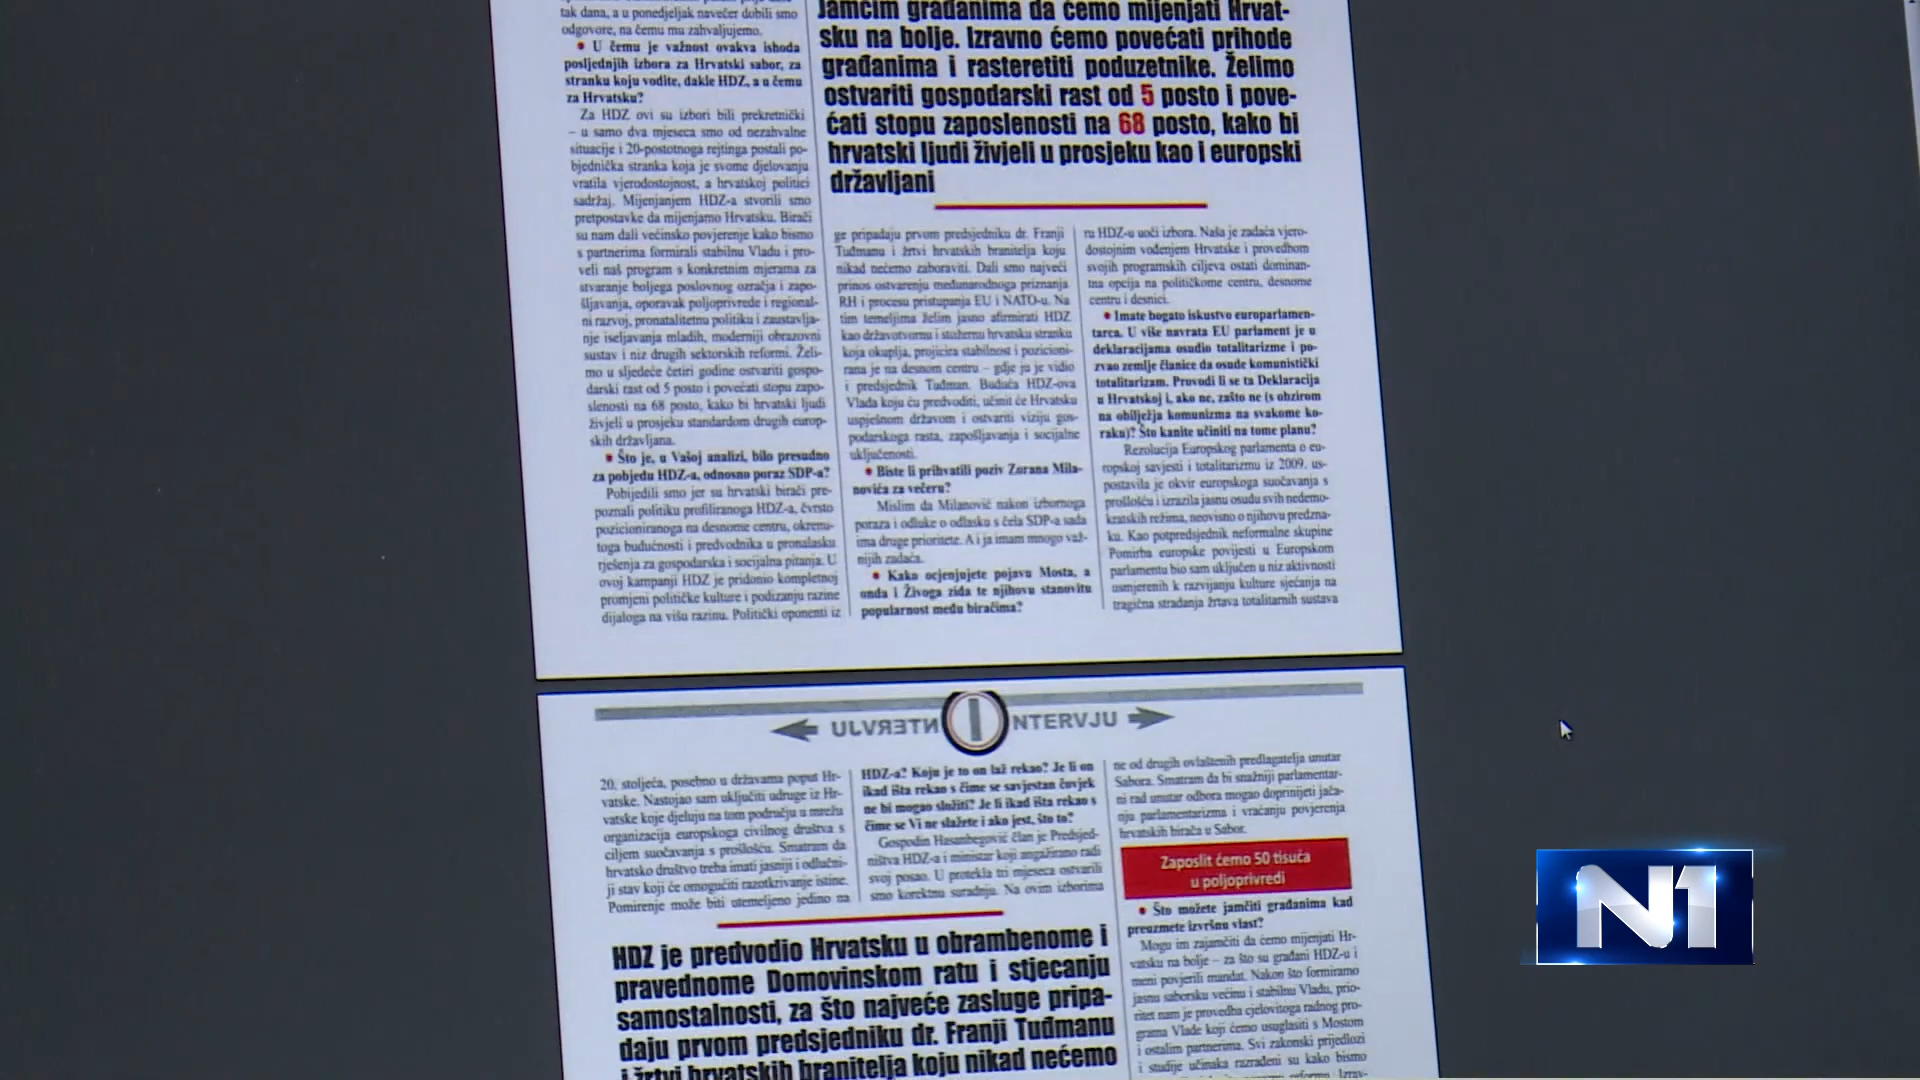 tak dana, a u ponedjeljak navečer dobili smo
odgovore, na čemu mu zahvaljujemo.
• U čemu je važnost ovakva ishoda
posljednjih izbora za Hrvatski sabor, za
stranku koju vodite, dakle HDZ, a u čemu
za Hrvatsku?
Za HDZ ovi su izbori bili prekretnički
– u samo dva mjeseca smo od nezahvalne
situacije i 20-postotnoga rejtinga postali po-
bjednička stranka koja je svome djelovanju
vratila vjerodostojnost, a hrvatskoj politici
sadržaj. Mijenjanjem HDZ-a stvorili smo
pretpostavke da mijenjamo Hrvatsku. Birači
su nam dali većinsko povjerenje kako bismo
s partnerima formirali stabilnu Vladu i pro-
veli naš program s konkretnim mjerama za
stvaranje boljega poslovnog ozračja i zapo-
šljavanja, oporavak poljoprivrede i regional-
ni razvoj, pronatalitetnu politiku i zaustavlja-
nje iseljavanja mladih, moderniji obrazovni
sustav i niz drugih sektorskih reformi. Želi-
mo u sljedeće četiri godine ostvariti gospo-
darski rast od 5 posto i povećati stopu zapo-
slenosti na 68 posto, kako bi hrvatski ljudi
živjeli u prosjeku standardom drugih europ-
skih državljana.
• Što je, u Vašoj analizi, bilo presudno
za pobjedu HDZ-a, odnosno poraz SDP-a?
Pobijedili smo jer su hrvatski birači pre-
poznali politiku profiliranoga HDZ-a, čvrsto
pozicioniranoga na desnome centru, okrenu-
toga budućnosti i predvodnika u pronalasku
rješenja za gospodarska i socijalna pitanja. U
ovoj kampanji HDZ je pridonio kompletnoj
promjeni političke kulture i podizanju razine
dijaloga na višu razinu. Politički oponenti iz
Jamčim građanima da ćemo mijenjati Hrvat-
sku na bolje. Izravno ćemo povećati prihode
građanima i rasteretiti poduzetnike. Želimo
ostvariti gospodarski rast od 5 posto i pove-
ćati stopu zaposlenosti na 68 posto, kako bi
hrvatski ljudi živjeli u prosjeku kao i europski
državljani
ge pripadaju prvom predsjedniku dr. Franji
Tuđmanu i žrtvi hrvatskih branitelja koju
nikad nećemo zaboraviti. Dali smo najveći
prinos ostvarenju međunarodnoga priznanja
RH i procesu pristupanja EU i NATO-u. Na
tim temeljima želim jasno afirmirati HDZ
kao državotvornu i stožernu hrvatsku stranku
koja okuplja, projicira stabilnost i pozicioni-
rana je na desnom centru – gdje ju je vidio
i predsjednik Tuđman. Buduća HDZ-ova
Vlada koju ću predvoditi, učinit će Hrvatsku
uspješnom državom i ostvariti viziju gos-
podarskoga rasta, zapošljavanja i socijalne
uključenosti.
• Biste li prihvatili poziv Zorana Mila-
novića za večeru?
Mislim da Milanović nakon izbornoga
poraza i odluke o odlasku s čela SDP-a sada
ima druge prioritete. A i ja imam mnogo važ-
nijih zadaća.
• Kako ocjenjujete pojavu Mosta, a
onda i Živoga zida te njihovu stanovitu
popularnost među biračima?
ru HDZ-u uoči izbora. Naša je zadaća vjero-
dostojnim vođenjem Hrvatske i provedbom
svojih programskih ciljeva ostati dominan-
tna opcija na političkome centru, desnome
centru i desnici.
• Imate bogato iskustvo europarlamen-
tarca. U više navrata EU parlament je u
deklaracijama osudio totalitarizme i po-
zvao zemlje članice da osude komunistički
totalitarizam. Provodi li se ta Deklaracija
u Hrvatskoj i, ako ne, zašto ne (s obzirom
na obilježja komunizma na svakome ko-
raku)? Što kanite učiniti na tome planu?
Rezolucija Europskog parlamenta o eu-
ropskoj savjesti i totalitarizmu iz 2009. us-
postavila je okvir europskoga suočavanja s
prošlošću i izrazila jasnu osudu svih nedemo-
kratskih režima, neovisno o njihovu predzna-
ku. Kao potpredsjednik neformalne skupine
Pomirba europske povijesti u Europskom
parlamentu bio sam uključen u niz aktivnosti
usmjerenih k razvijanju kulture sjećanja na
tragična stradanja žrtava totalitarnih sustava
INTERVJU INTERVJU
20. stoljeća, posebno u državama poput Hr-
vatske. Nastojao sam uključiti udruge iz Hr-
vatske koje djeluju na tom području u mrežu
organizacija europskoga civilnog društva s
ciljem suočavanja s prošlošću. Smatram da
hrvatsko društvo treba imati jasniji i odlučni-
ji stav koji će omogućiti razotkrivanje istine.
Pomirenje može biti utemeljeno jedino na
HDZ-a? Koju je to on laž rekao? Je li on
ikad išta rekao s čime se savjestan čovjek
ne bi mogao složiti? Je li ikad išta rekao s
čime se Vi ne slažete i ako jest, što to?
Gospodin Hasanbegović član je Predsjed-
ništva HDZ-a i ministar koji angažirano radi
svoj posao. U protekla tri mjeseca ostvarili
smo korektnu suradnju. Na ovim izborima
HDZ je predvodio Hrvatsku u obrambenome i
pravednome Domovinskom ratu i stjecanju
samostalnosti, za što najveće zasluge pripa-
daju prvom predsjedniku dr. Franji Tuđmanu
i žrtvi hrvatskih branitelja koju nikad nećemo
ne od drugih ovlaštenih predlagatelja unutar
Sabora. Smatram da bi snažniji parlamentar-
ni rad unutar odbora mogao doprinijeti jača-
nju parlamentarizma i vraćanju povjerenja
hrvatskih birača u Sabor.
Zaposlit ćemo 50 tisuća
u poljoprivredi
• Što možete jamčiti građanima kad
preuzmete izvršnu vlast?
Mogu im zajamčiti da ćemo mijenjati Hr-
vatsku na bolje – za što su građani HDZ-u i
meni povjerili mandat. Nakon što formiramo
jasnu saborsku većinu i stabilnu Vladu, prio-
ritet nam je provedba cjelovitoga radnog pro-
grama Vlade koji ćemo usuglasiti s Mostom
i ostalim partnerima. Svi zakonski prijedlozi
i studije učinaka razrađeni su kako bismo
N1